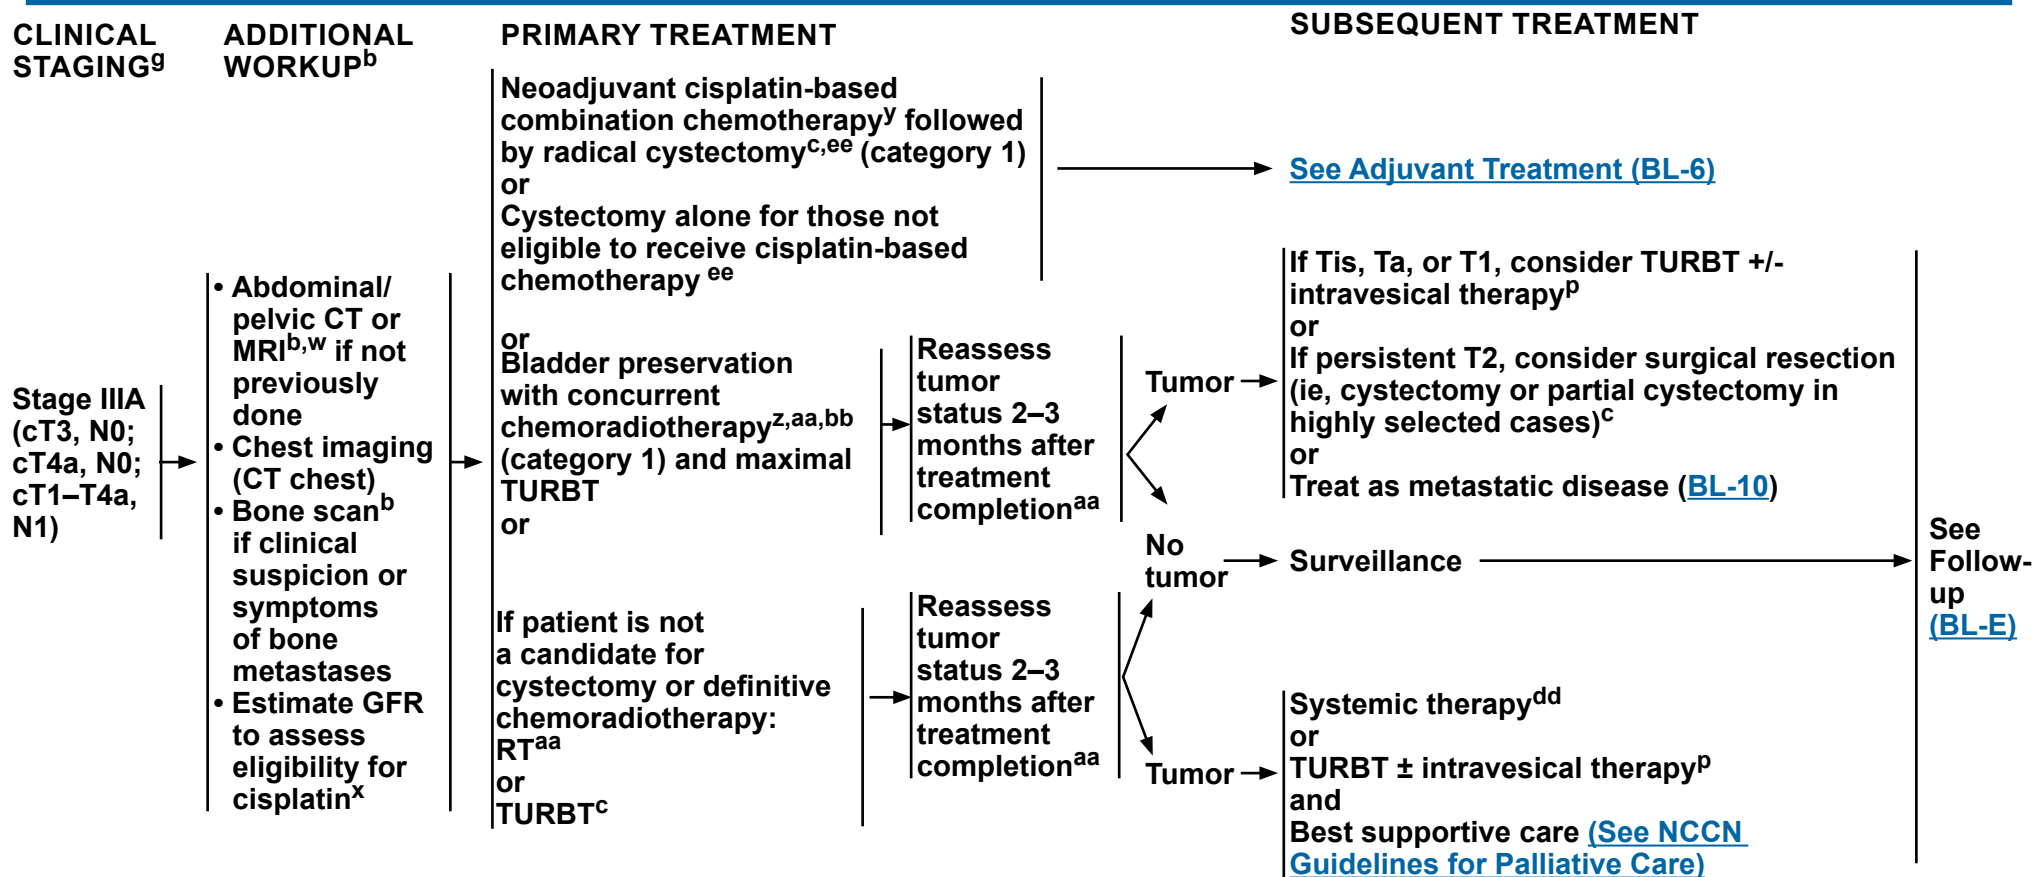 CLINICAL
STAGINGg
ADDITIONAL
WORKUPb
PRIMARY TREATMENT
SUBSEQUENT TREATMENT
Stage IIIA
(cT3, N0;
cT4a, N0;
cT1–T4a,
N1)
• Abdominal/
pelvic CT or
MRIb,w if not
previously
done
• Chest imaging
(CT chest)
• Bone scanb
if clinical
suspicion or
symptoms
of bone
metastases
• Estimate GFR
to assess
eligibility for
cisplatinx
Neoadjuvant cisplatin-based
combination chemotherapyy followed
by radical cystectomyc,ee (category 1)
or
Cystectomy alone for those not
eligible to receive cisplatin-based
chemotherapy ee
or
Bladder preservation
with concurrent
chemoradiotherapyz,aa,bb
(category 1) and maximal
TURBT
or
If patient is not
a candidate for
cystectomy or definitive
chemoradiotherapy:
RTaa
or
TURBTc
See Adjuvant Treatment (BL-6)
Reassess
tumor
status 2–3
months after
treatment
completionaa
Tumor
If Tis, Ta, or T1, consider TURBT +/-
intravesical therapyp
or
If persistent T2, consider surgical resection
(ie, cystectomy or partial cystectomy in
highly selected cases)c
or
Treat as metastatic disease (BL-10)
No
tumor
Surveillance
Reassess
tumor
status 2–3
months after
treatment
completionaa
Tumor
Systemic therapydd
or
TURBT ± intravesical therapyp
and
Best supportive care (See NCCN
Guidelines for Palliative Care)
See
Follow-
up
(BL-E)